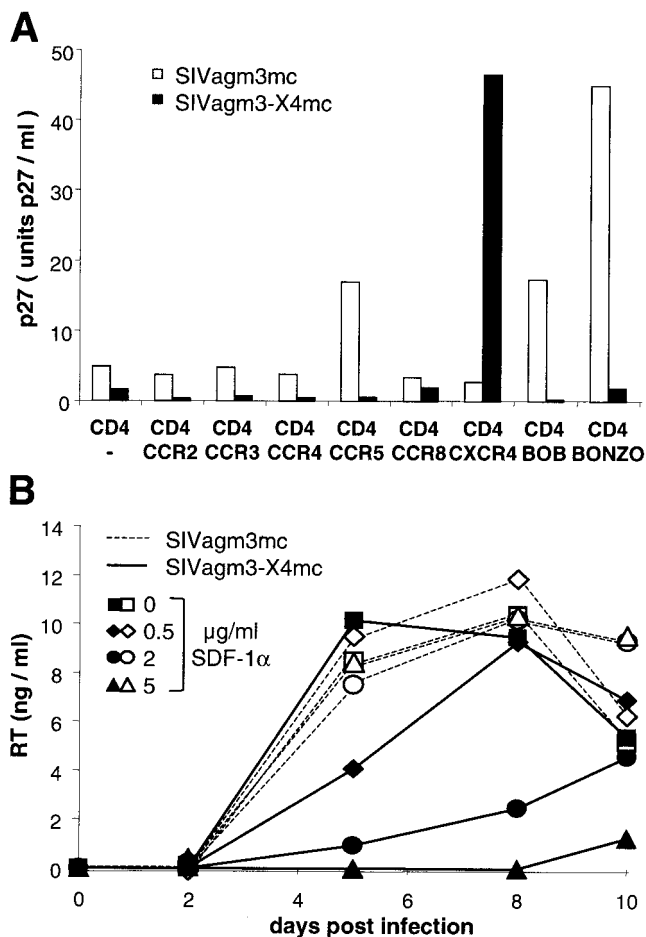 A
50
40
30
20
10
0
p27 ( units p27 / ml )
SIVagm3mc
SIVagm3-X4mc
CD4 CD4 CD4 CD4 CD4 CD4 CD4 CD4 CD4
- CCR2 CCR3 CCR4 CCR5 CCR8 CXCR4 BOB BONZO
B
14
12
10
8
6
4
2
0
RT (ng / ml)
SIVagm3mc
SIVagm3-X4mc
0
0.5
2
5
µg/ml
SDF-1α
0 2 4 6 8 10
days post infection